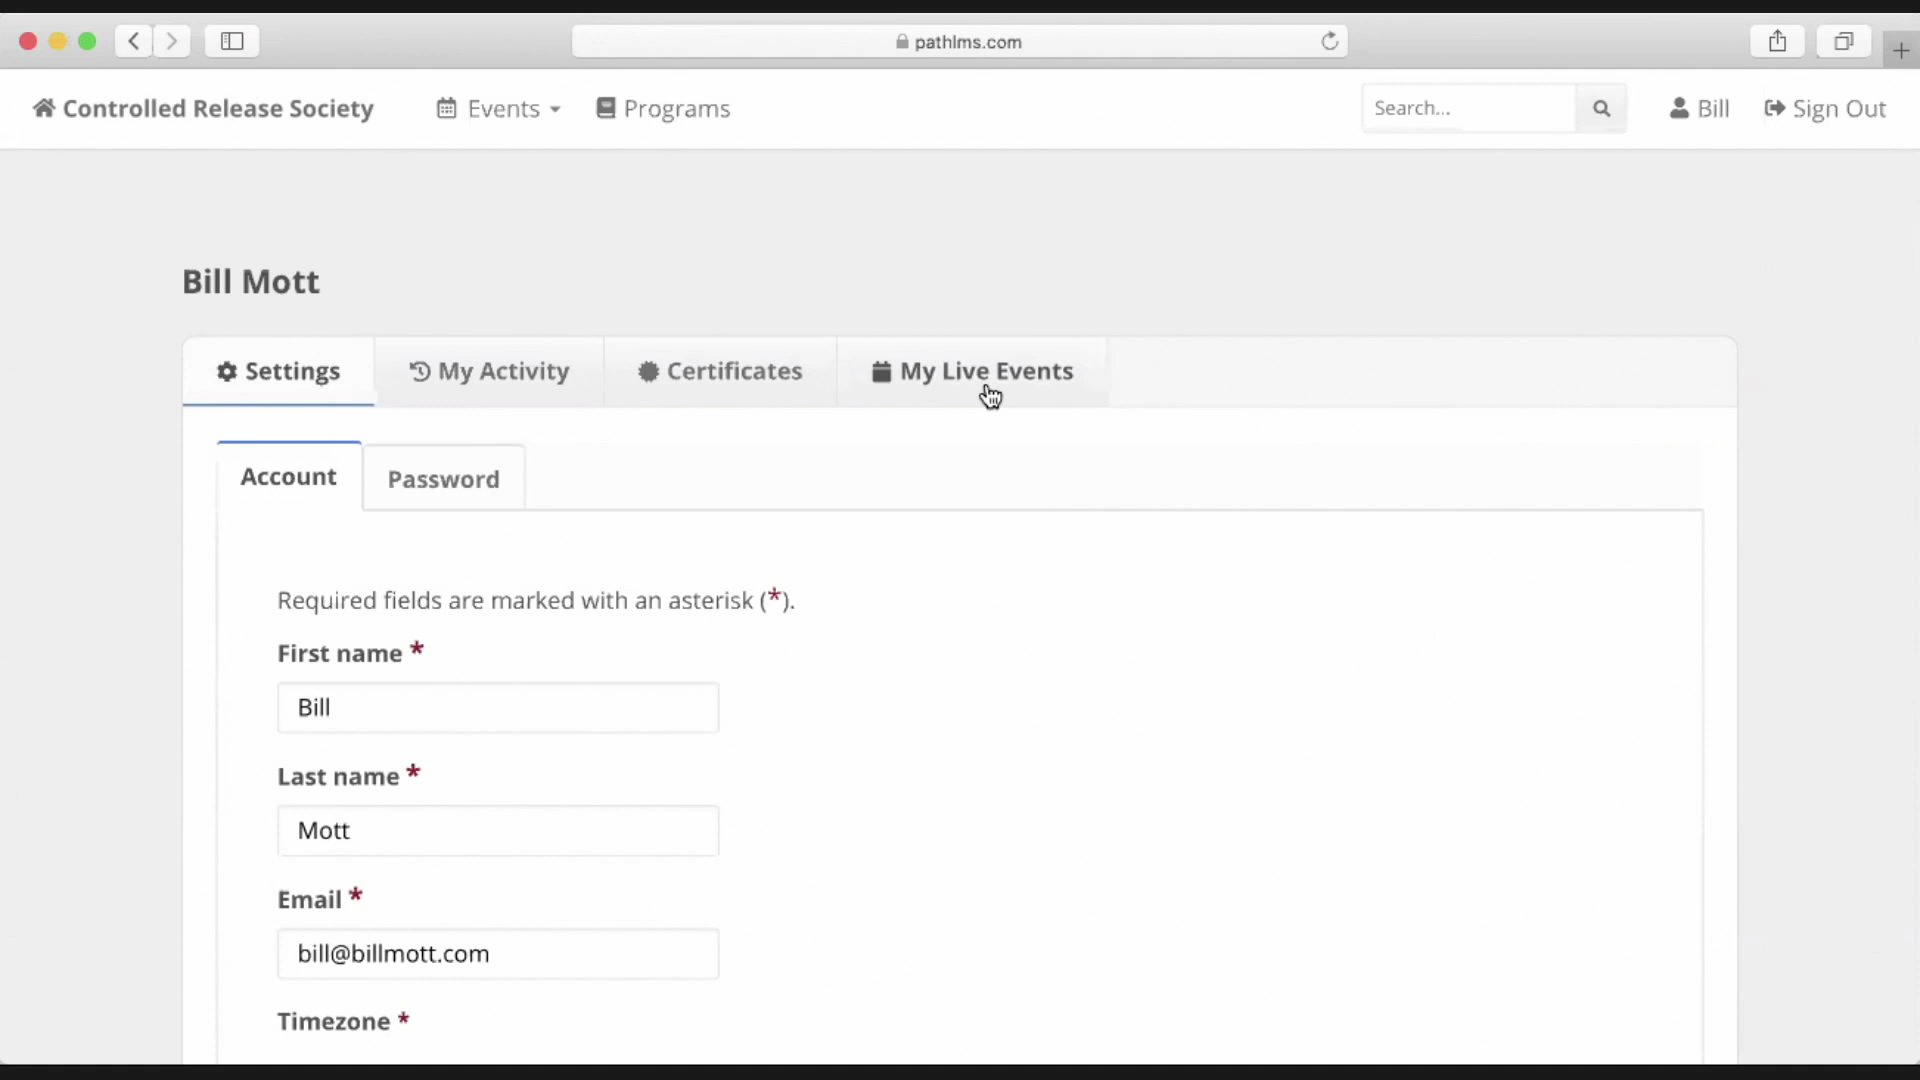 pathlms.com
Controlled Release Society Events Programs Search... Bill Sign Out
Bill Mott
Settings My Activity Certificates My Live Events
Account Password
Required fields are marked with an asterisk (*).
First name *
Bill
Last name *
Mott
Email *
bill@billmott.com
Timezone *